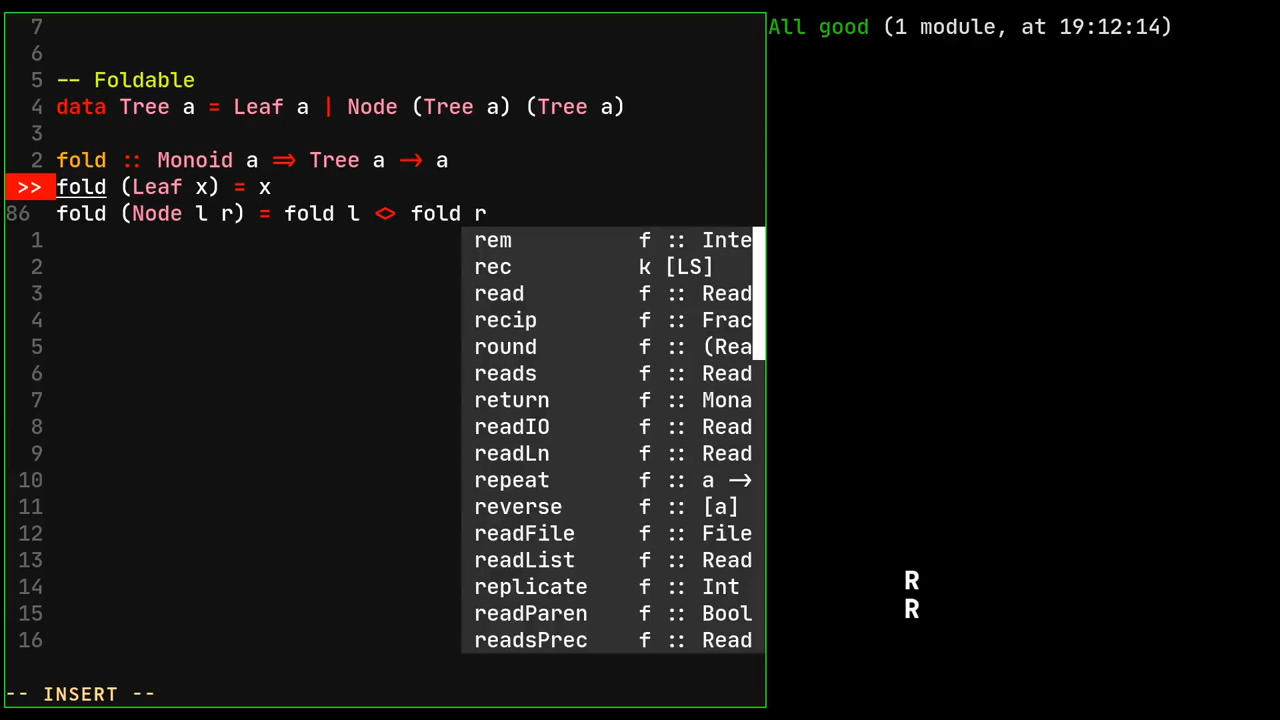 7
6
5 -- Foldable
4 data Tree a = Leaf a | Node (Tree a) (Tree a)
3
2 fold :: Monoid a => Tree a -> a
>> fold (Leaf x) = x
86 fold (Node l r) = fold l <> fold r
1 rem f :: Inte
2 rec k [LS]
3 read f :: Read
4 recip f :: Frac
5 round f :: (Rea
6 reads f :: Read
7 return f :: Mona
8 readIO f :: Read
9 readLn f :: Read
10 repeat f :: a ->
11 reverse f :: [a]
12 readFile f :: File
13 readList f :: Read
14 replicate f :: Int
15 readParen f :: Bool
16 readsPrec f :: Read
-- INSERT --
All good (1 module, at 19:12:14)
R
R